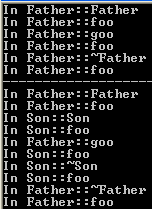 In Father::Father
In Father::foo
In Father::goo
In Father::foo
In Father::~Father
In Father::foo
--------------------
In Father::Father
In Father::foo
In Son::Son
In Son::foo
In Father::goo
In Son::foo
In Son::~Son
In Son::foo
In Father::~Father
In Father::foo